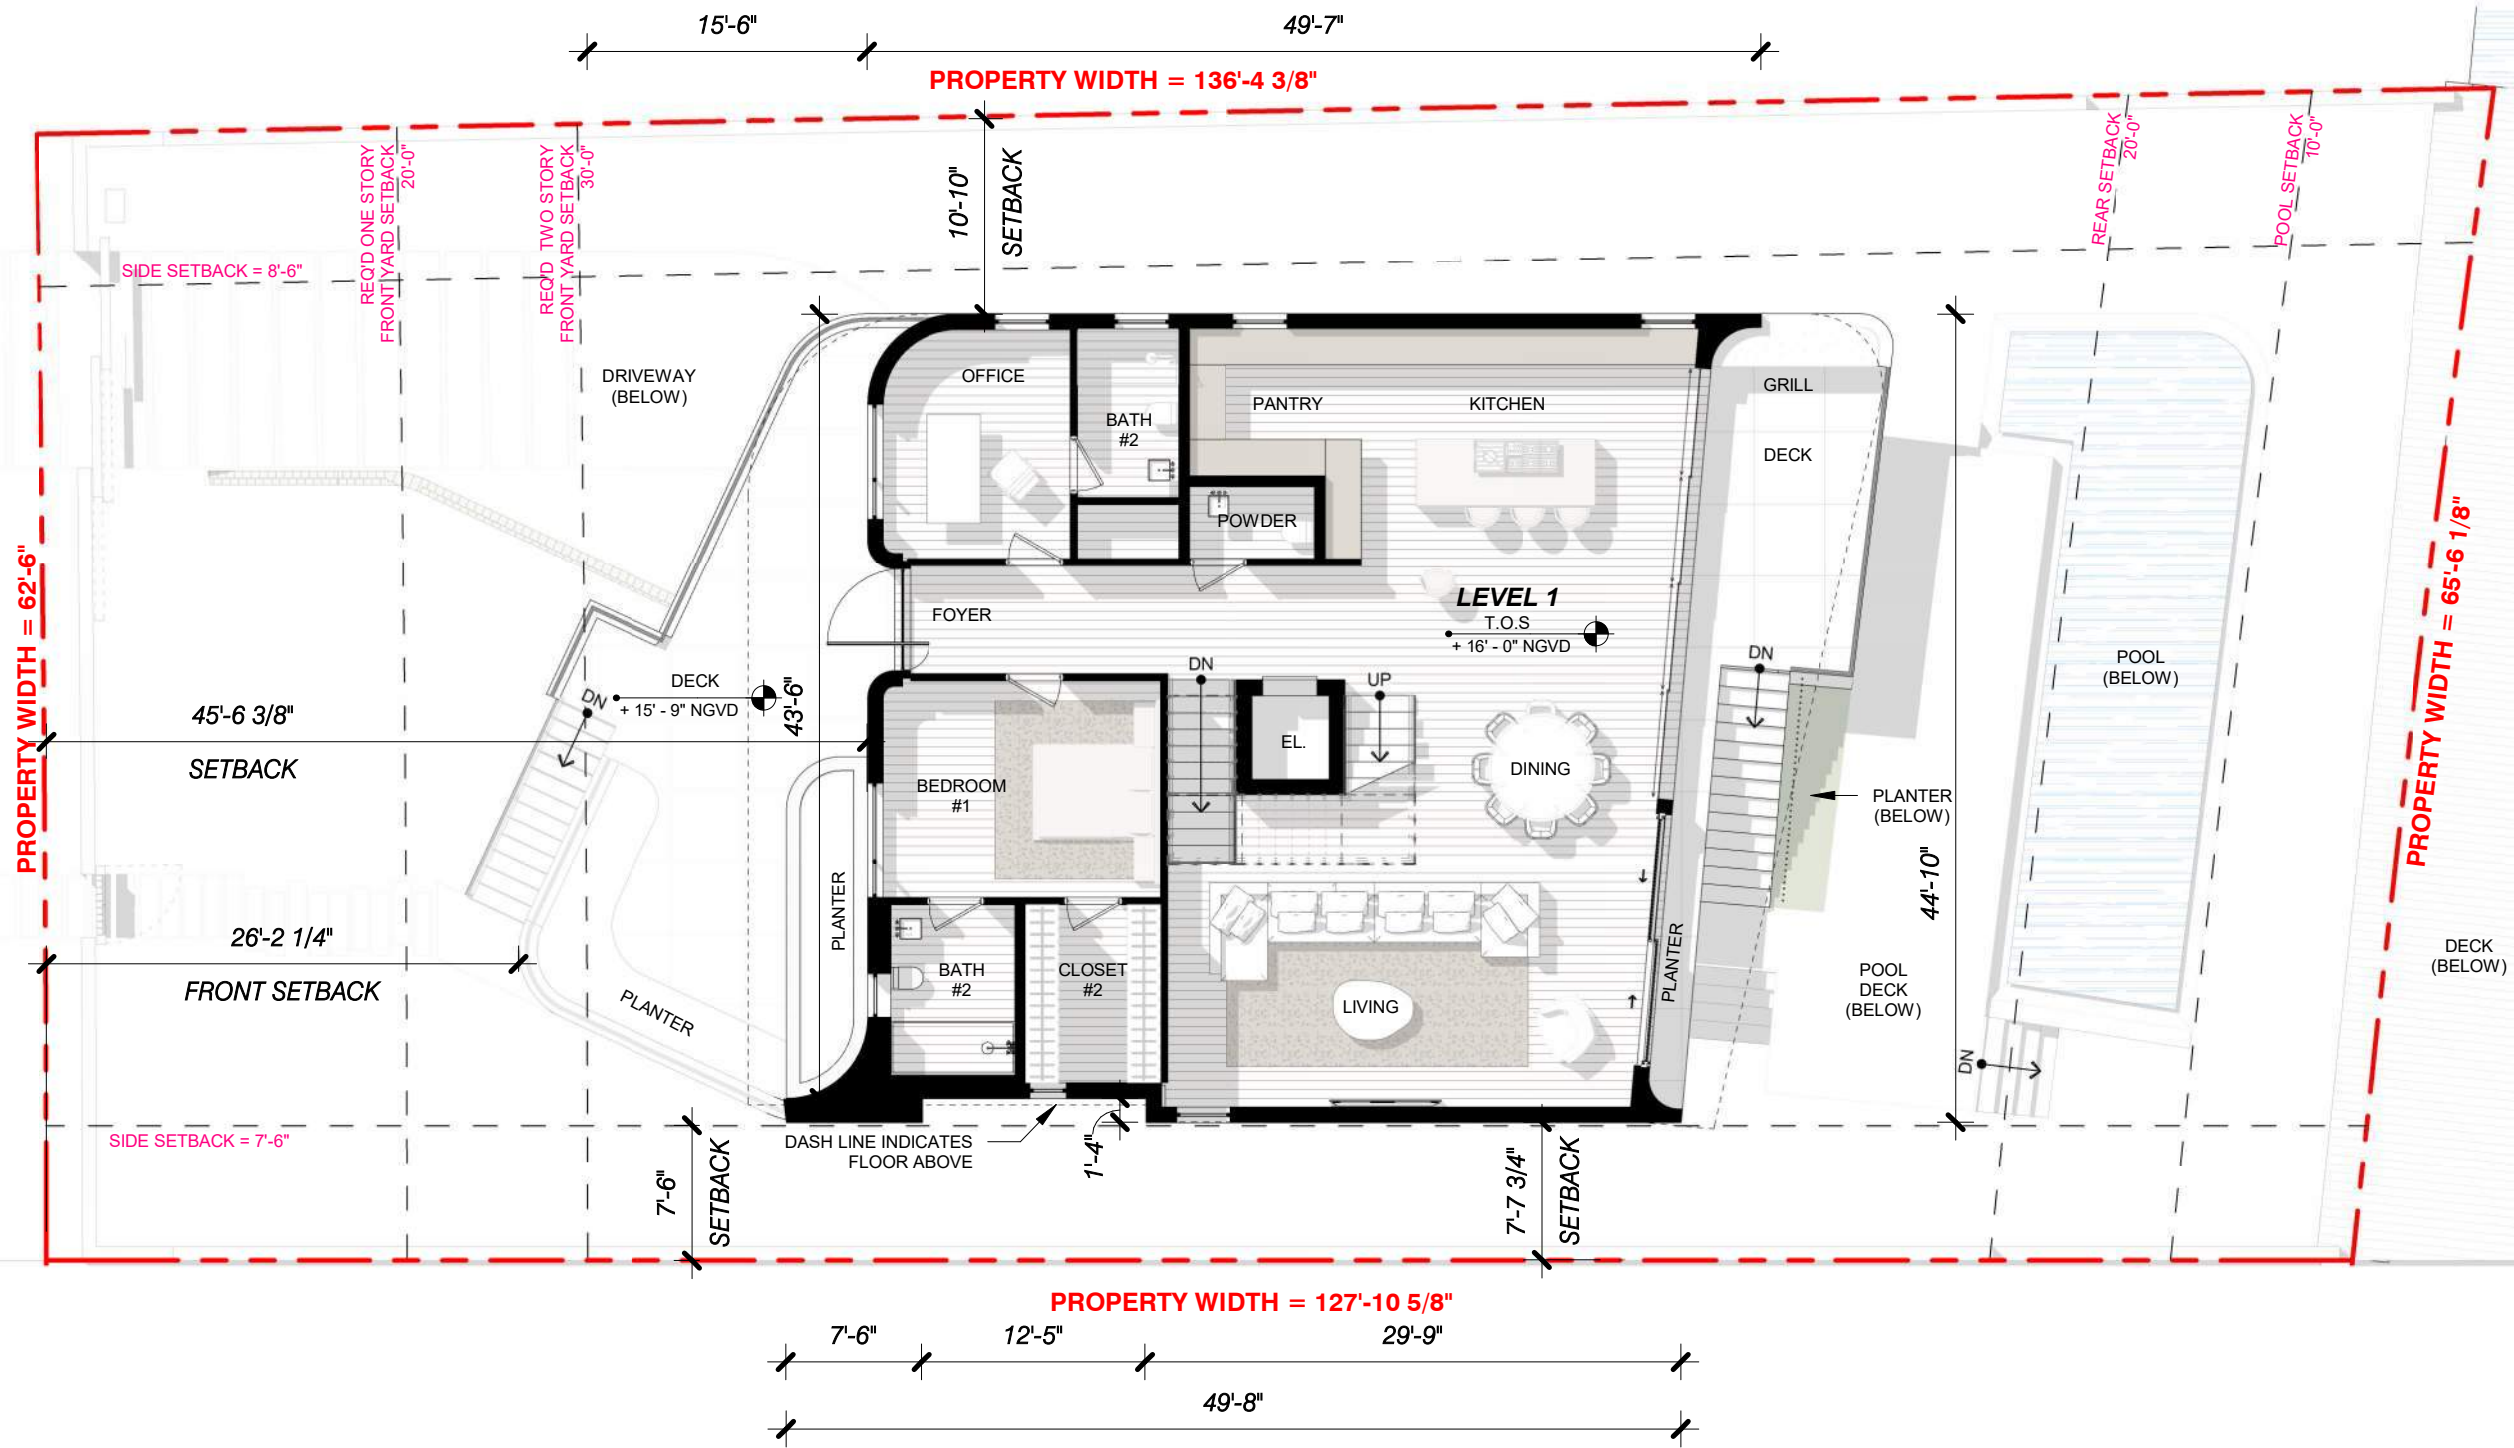 15'-6"
49'-7"
PROPERTY WIDTH = 136'-4 3/8"
REQ'D ONE STORY
FRONTYARD SETBACK
20'-0"
REQ'D TWO STORY
FRONT YARD SETBACK
30'-0"
10'-10"
SETBACK
REAR SETBACK
20'-0"
POOL SETBACK
10'-0"
SIDE SETBACK = 8'-6"
DRIVEWAY
(BELOW)
OFFICE
BATH
#2
PANTRY
KITCHEN
GRILL
DECK
POWDER
PROPERTY WIDTH = 62'-6"
PROPERTY WIDTH = 65'-6 1/8"
FOYER
LEVEL 1
T.O.S
+ 16' - 0" NGVD
DN
DECK
+ 15' - 9" NGVD
43'-6"
DN
UP
DN
POOL
(BELOW)
45'-6 3/8"
SETBACK
BEDROOM
#1
EL.
DINING
PLANTER
(BELOW)
44'-10"
PLANTER
26'-2 1/4"
FRONT SETBACK
PLANTER
BATH
#2
CLOSET
#2
LIVING
PLANTER
POOL
DECK
(BELOW)
DECK
(BELOW)
DN
SIDE SETBACK = 7'-6"
DASH LINE INDICATES
FLOOR ABOVE
7'-6"
SETBACK
1'-4"
7'-7 3/4"
SETBACK
PROPERTY WIDTH = 127'-10 5/8"
7'-6"
12'-5"
29'-9"
49'-8"